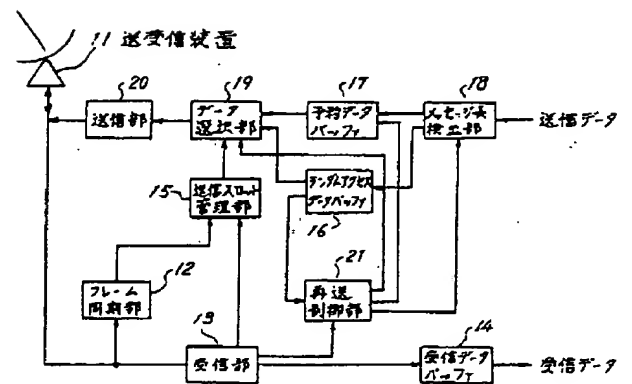 11 送受信装置
20
送信部
19
データ
選択部
17
予約データ
バッファ
18
メッセージ長
検出部
送信データ
15
送信スロット
管理部
ランダムアクセス
データバッファ
16
12
フレーム
同期部
21
再送
制御部
13
受信部
14
受信データ
バッファ
受信データ